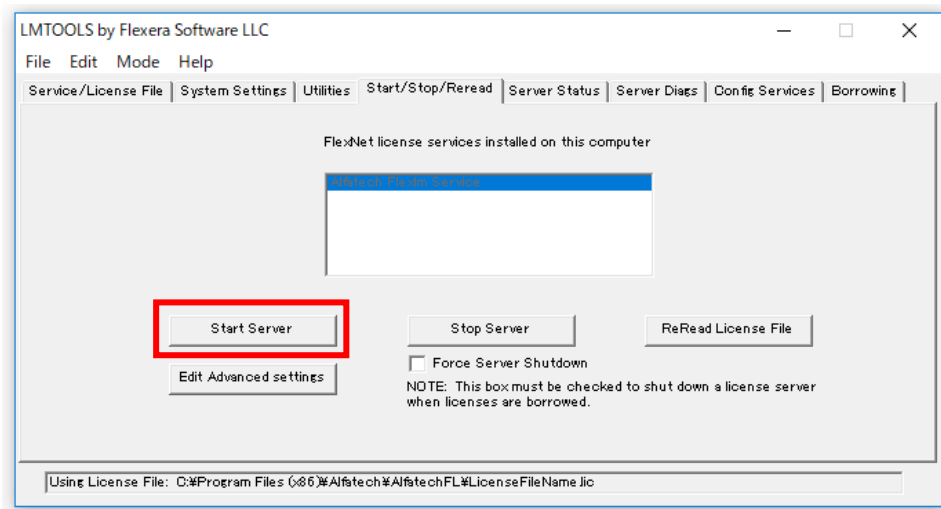 LMTOOLS by Flexera Software LLC
File Edit Mode Help
Service/License File System Settings Utilities Start/Stop/Reread Server Status Server Diags Config Services Borrowing
FlexNet license services installed on this computer
Alfatech Flexlm Service
Start Server Stop Server ReRead License File
Force Server Shutdown
Edit Advanced settings
NOTE: This box must be checked to shut down a license server
when licenses are borrowed.
Using License File: C:¥Program Files (x86)¥Alfatech¥AlfatechFL¥LicenseFileName.lic